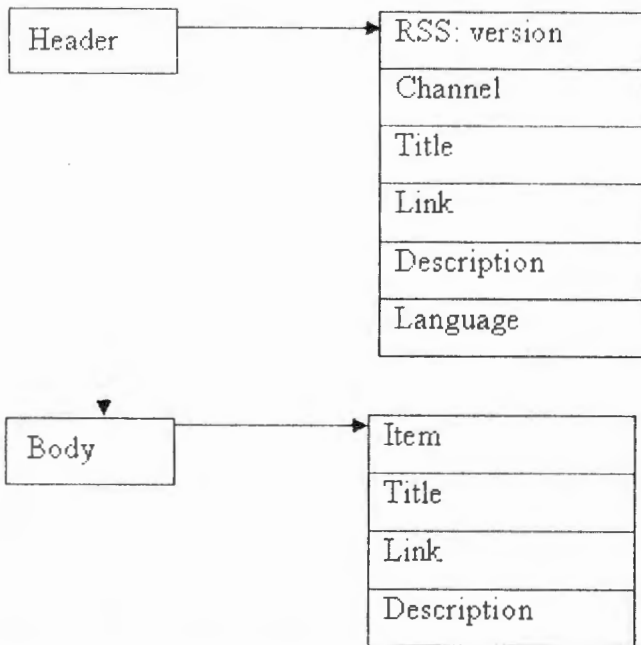 Header
RSS: version
Channel
Title
Link
Description
Language
Body
Item
Title
Link
Description